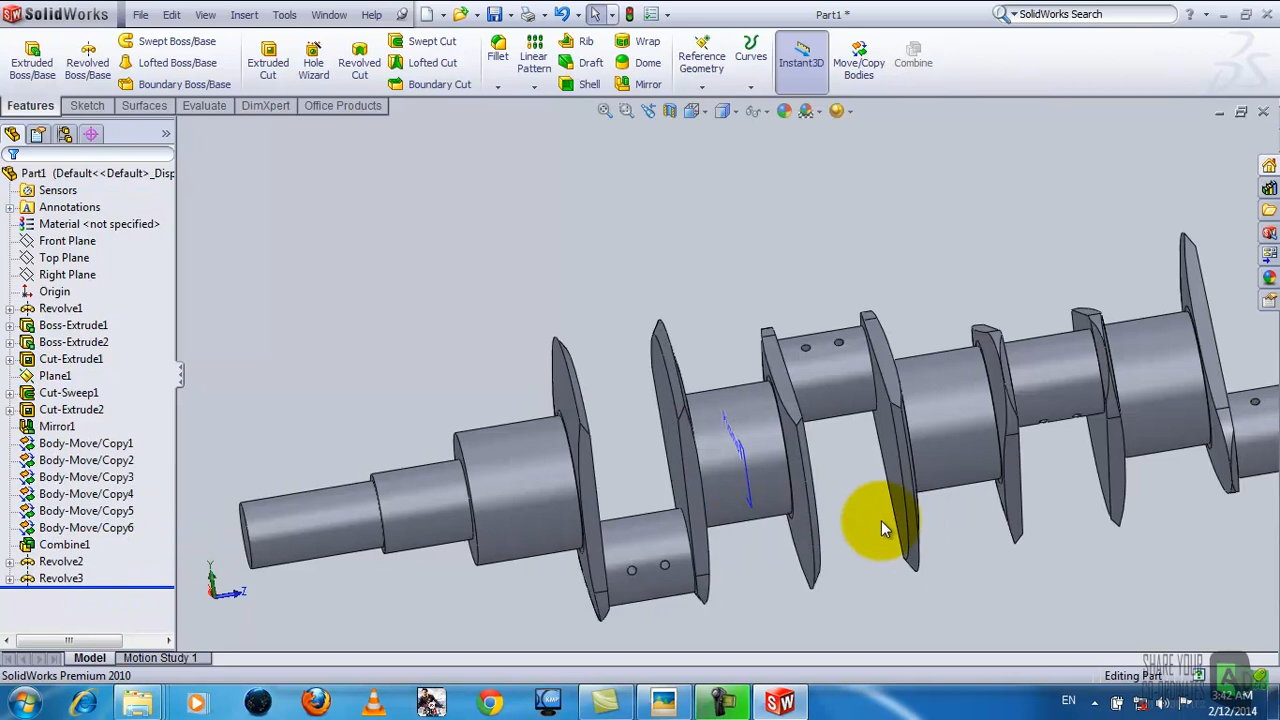 SolidWorks File Edit View Insert Tools Window Help Part1 * SolidWorks Search
Extruded Boss/Base
Revolved Boss/Base
Swept Boss/Base
Lofted Boss/Base
Boundary Boss/Base
Extruded Cut
Hole Wizard
Revolved Cut
Swept Cut
Lofted Cut
Boundary Cut
Fillet
Linear Pattern
Rib
Draft
Shell
Wrap
Dome
Mirror
Reference Geometry
Curves
Instant3D
Move/Copy Bodies
Combine
Features Sketch Surfaces Evaluate DimXpert Office Products
Part1 (Default<<Default>_Disp
Sensors
Annotations
Material <not specified>
Front Plane
Top Plane
Right Plane
Origin
Revolve1
Boss-Extrude1
Boss-Extrude2
Cut-Extrude1
Plane1
Cut-Sweep1
Cut-Extrude2
Mirror1
Body-Move/Copy1
Body-Move/Copy2
Body-Move/Copy3
Body-Move/Copy4
Body-Move/Copy5
Body-Move/Copy6
Combine1
Revolve2
Revolve3
Y
Z
Model Motion Study 1
SolidWorks Premium 2010 Editing Part
SHARE YOUR
EN 3:42 AM
2/12/2014